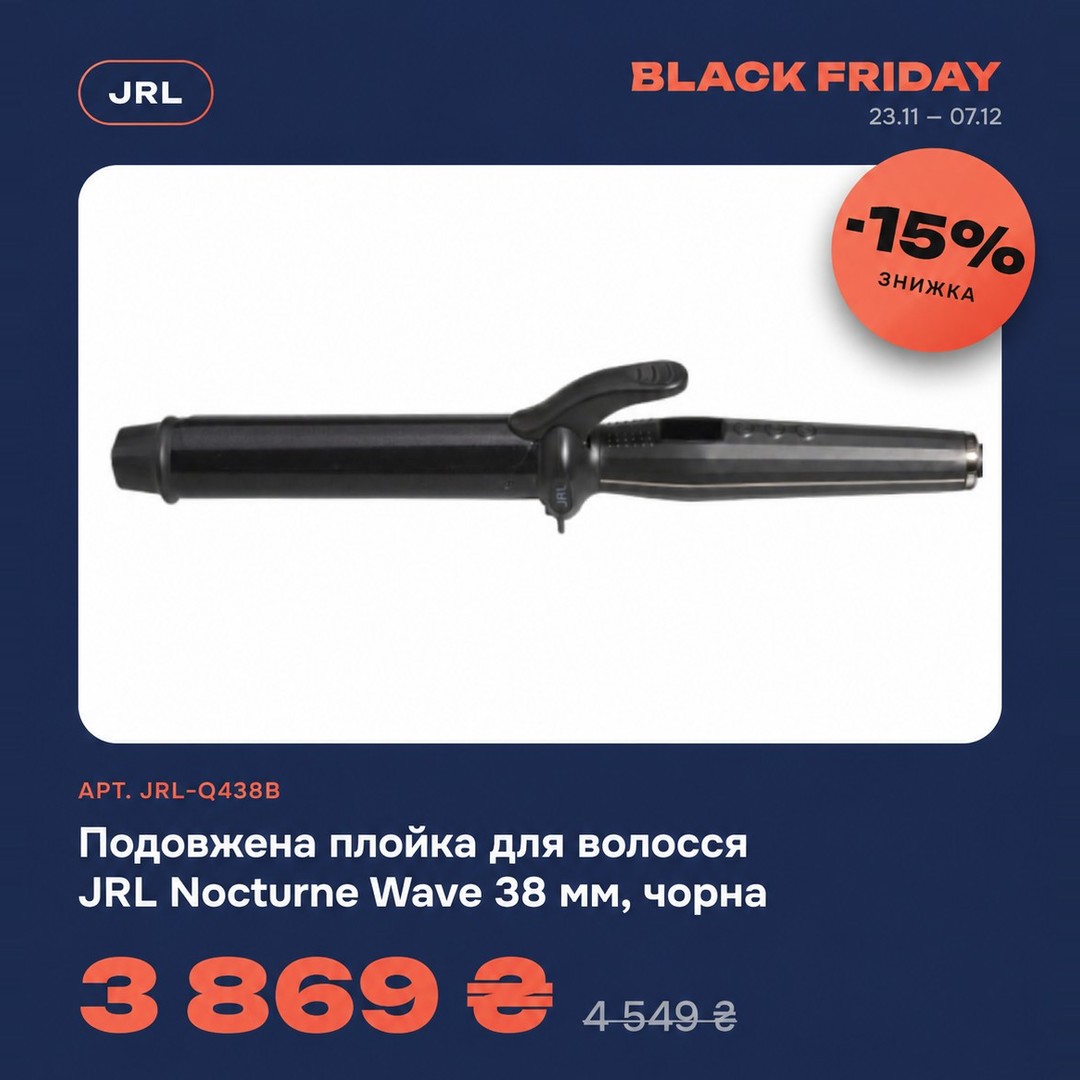 JRL
BLACK FRIDAY
23.11 – 07.12
-15%
ЗНИЖКА
JRL
АРТ. JRL-Q438B
Подовжена плойка для волосся
JRL Nocturne Wave 38 мм, чорна
3 869 ₴
4 549 ₴